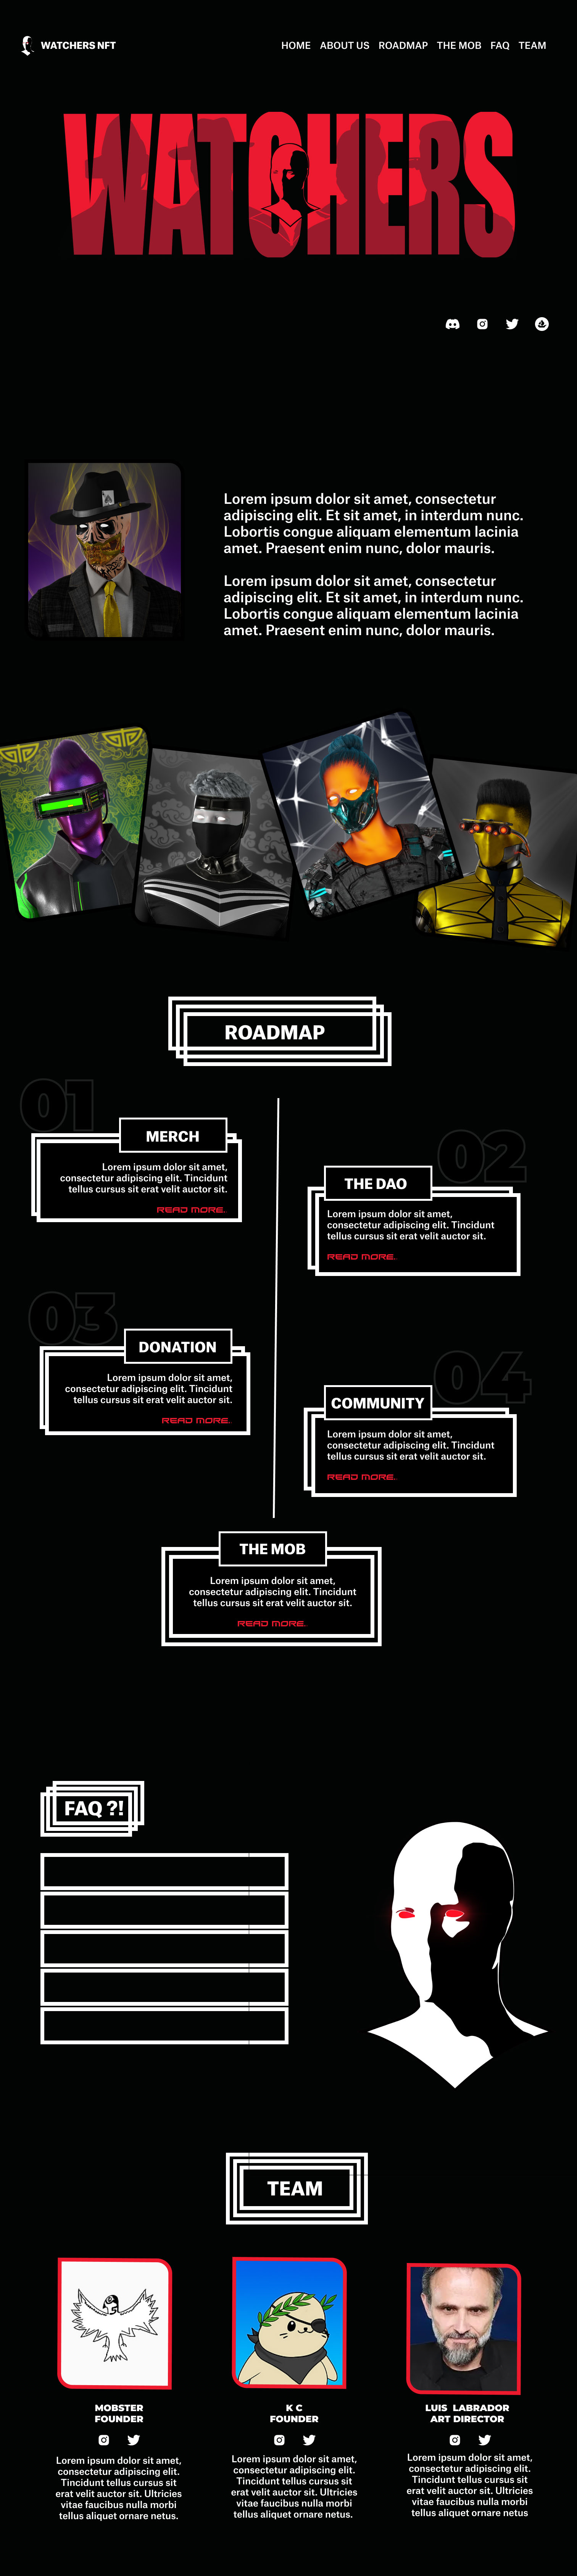 WATCHERS NFT
HOME ABOUT US ROADMAP THE MOB FAQ TEAM
WATCHERS
Lorem ipsum dolor sit amet, consectetur
adipiscing elit. Et sit amet, in interdum nunc.
Lobortis congue aliquam elementum lacinia
amet. Praesent enim nunc, dolor mauris.
Lorem ipsum dolor sit amet, consectetur
adipiscing elit. Et sit amet, in interdum nunc.
Lobortis congue aliquam elementum lacinia
amet. Praesent enim nunc, dolor mauris.
ROADMAP
01
MERCH
Lorem ipsum dolor sit amet,
consectetur adipiscing elit. Tincidunt
tellus cursus sit erat velit auctor sit.
READ MORE.
02
THE DAO
Lorem ipsum dolor sit amet,
consectetur adipiscing elit. Tincidunt
tellus cursus sit erat velit auctor sit.
READ MORE.
03
DONATION
Lorem ipsum dolor sit amet,
consectetur adipiscing elit. Tincidunt
tellus cursus sit erat velit auctor sit.
READ MORE.
04
COMMUNITY
Lorem ipsum dolor sit amet,
consectetur adipiscing elit. Tincidunt
tellus cursus sit erat velit auctor sit.
READ MORE.
THE MOB
Lorem ipsum dolor sit amet,
consectetur adipiscing elit. Tincidunt
tellus cursus sit erat velit auctor sit.
READ MORE.
FAQ ?!
TEAM
MOBSTER
FOUNDER
Lorem ipsum dolor sit amet,
consectetur adipiscing elit.
Tincidunt tellus cursus sit
erat velit auctor sit. Ultricies
vitae faucibus nulla morbi
tellus aliquet ornare netus.
K C
FOUNDER
Lorem ipsum dolor sit amet,
consectetur adipiscing elit.
Tincidunt tellus cursus sit
erat velit auctor sit. Ultricies
vitae faucibus nulla morbi
tellus aliquet ornare netus.
LUIS LABRADOR
ART DIRECTOR
Lorem ipsum dolor sit amet,
consectetur adipiscing elit.
Tincidunt tellus cursus sit
erat velit auctor sit. Ultricies
vitae faucibus nulla morbi
tellus aliquet ornare netus